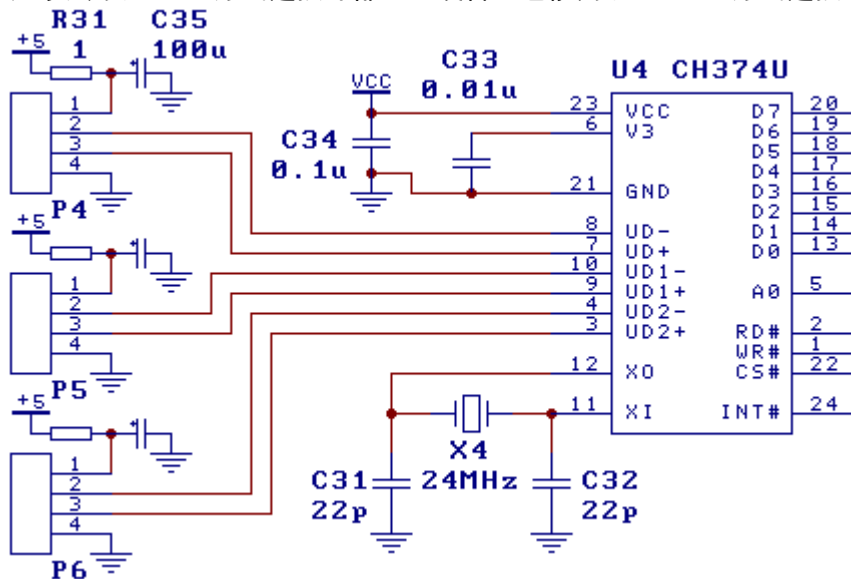 R31 C35
+5 1 100u
1
2
3
4
P4
+5
1
2
3
4
P5
+5
1
2
3
4
P6
VCC
C33
0.01u
C34
0.1u
U4 CH374U
23 VCC D7 20
6 V3 D6 19
D5 18
D4 17
21 GND D3 16
D2 15
8 UD- D1 14
7 UD+ D0 13
10 UD1-
9 UD1+ A0 5
4 UD2-
3 UD2+ RD# 2
WR# 1
12 XO CS# 22
11 XI INT# 24
X4
C31 24MHz C32
22p 22p